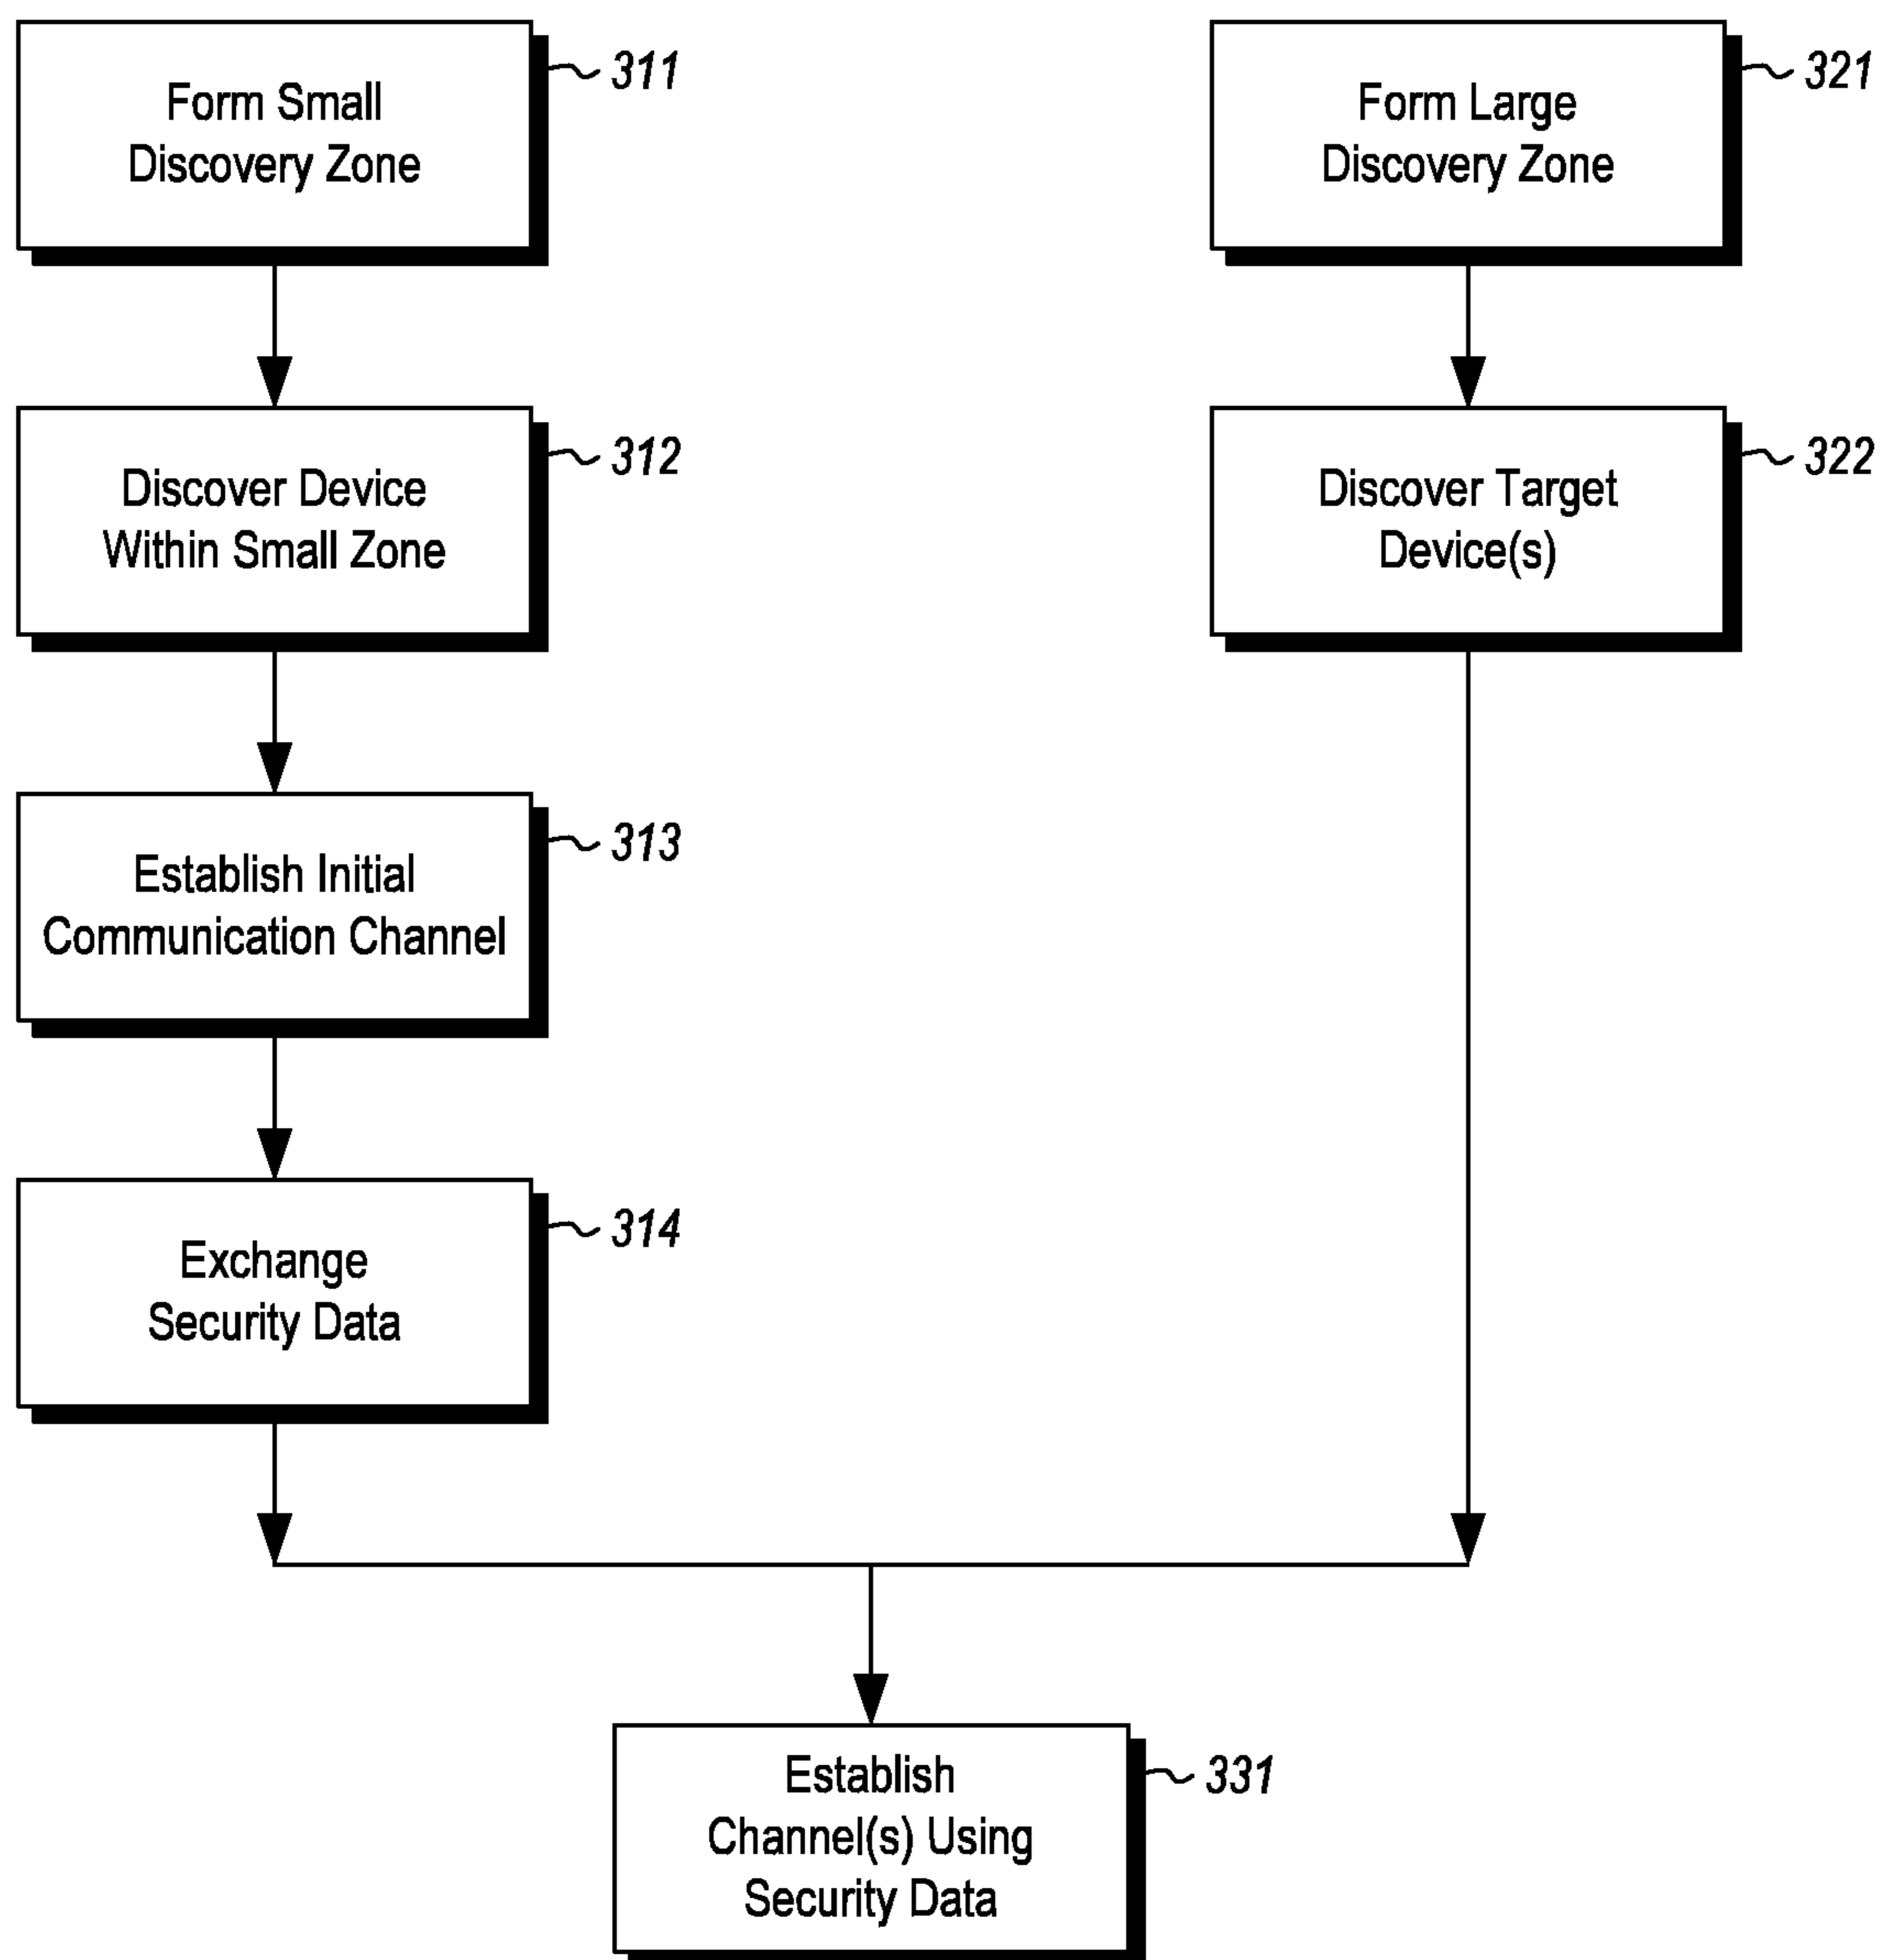 Form Small
Discovery Zone
311
Form Large
Discovery Zone
321
Discover Device
Within Small Zone
312
Discover Target
Device(s)
322
Establish Initial
Communication Channel
313
Exchange
Security Data
314
Establish
Channel(s) Using
Security Data
331